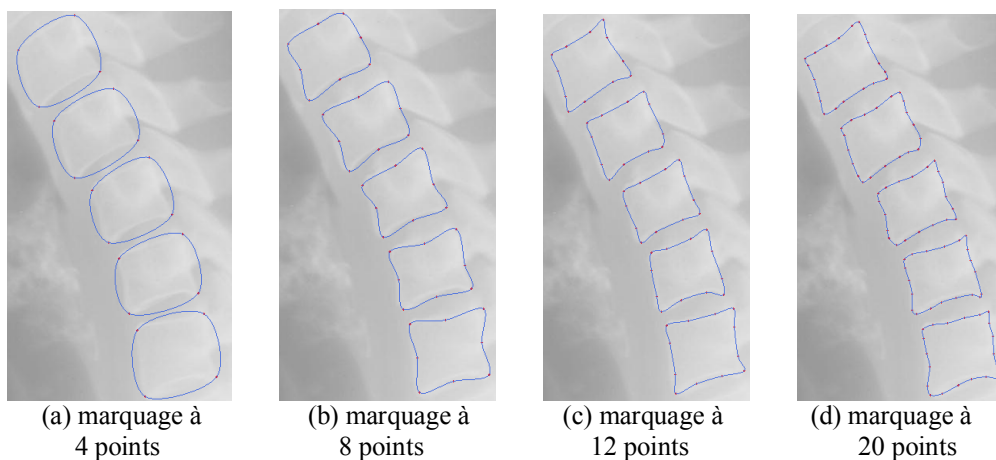 (a) marquage à
4 points
(b) marquage à
8 points
(c) marquage à
12 points
(d) marquage à
20 points